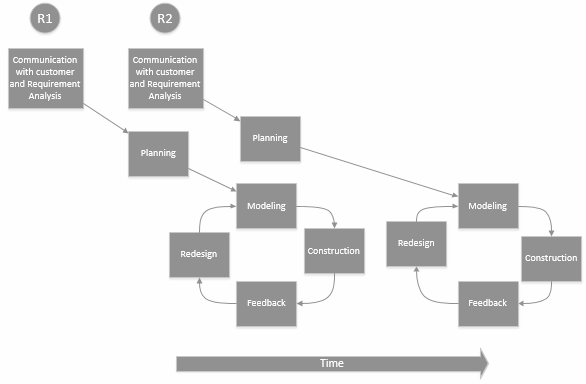 R1
R2
Communication
with customer
and Requirement
Analysis
Communication
with customer
and Requirement
Analysis
Planning
Planning
Modeling
Modeling
Redesign
Construction
Redesign
Construction
Feedback
Feedback
Time